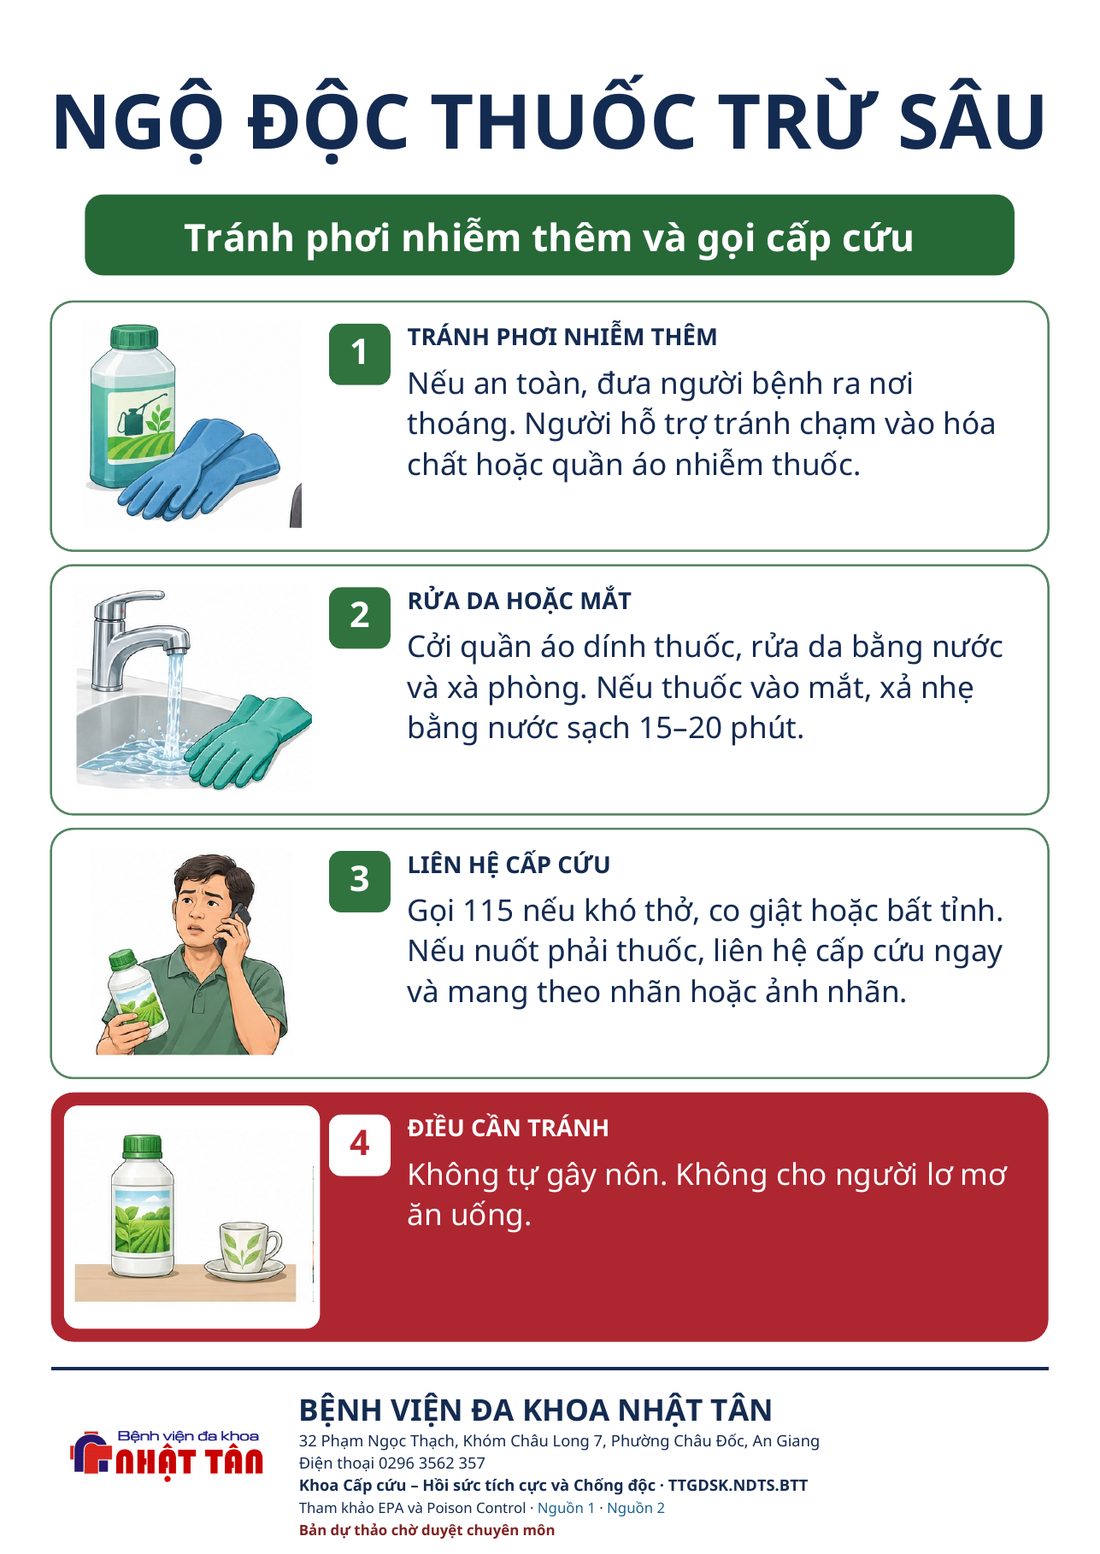 NGỘ ĐỘC THUỐC TRỪ SÂU
Tránh phơi nhiễm thêm và gọi cấp cứu
1
TRÁNH PHƠI NHIỄM THÊM
Nếu an toàn, đưa người bệnh ra nơi
thoáng. Người hỗ trợ tránh chạm vào hóa
chất hoặc quần áo nhiễm thuốc.
2
RỬA DA HOẶC MẮT
Cởi quần áo dính thuốc, rửa da bằng nước
và xà phòng. Nếu thuốc vào mắt, xả nhẹ
bằng nước sạch 15–20 phút.
3
LIÊN HỆ CẤP CỨU
Gọi 115 nếu khó thở, co giật hoặc bất tỉnh.
Nếu nuốt phải thuốc, liên hệ cấp cứu ngay
và mang theo nhãn hoặc ảnh nhãn.
4
ĐIỀU CẦN TRÁNH
Không tự gây nôn. Không cho người lơ mơ
ăn uống.
Bệnh viện đa khoa
NHẬT TÂN
BỆNH VIỆN ĐA KHOA NHẬT TÂN
32 Phạm Ngọc Thạch, Khóm Châu Long 7, Phường Châu Đốc, An Giang
Điện thoại 0296 3562 357
Khoa Cấp cứu – Hồi sức tích cực và Chống độc · TTGDSK.NDTS.BTT
Tham khảo EPA và Poison Control · Nguồn 1 · Nguồn 2
Bản dự thảo chờ duyệt chuyên môn